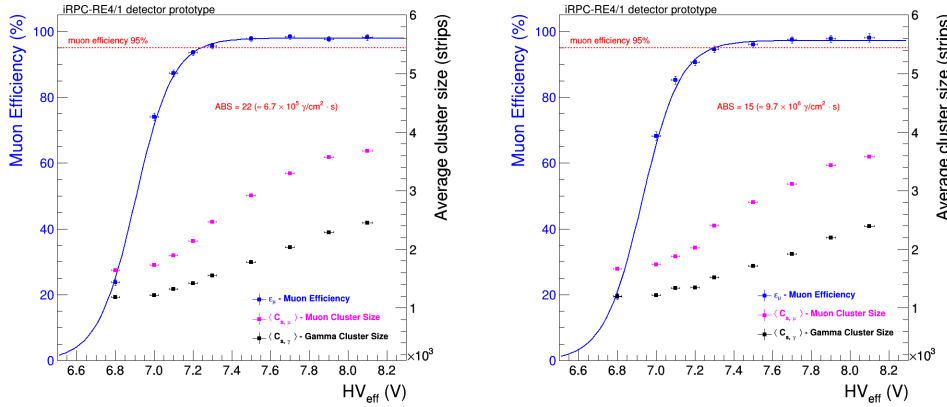 iRPC-RE4/1 detector prototype
Muon Efficiency (%)
100
80
60
40
20
0
muon efficiency 95%
ABS = 22 (≈ 6.7 × 10⁵ γ/cm² · s)
ε_μ - Muon Efficiency
⟨C_s, μ⟩ - Muon Cluster Size
⟨C_s, γ⟩ - Gamma Cluster Size
6
5
4
3
2
1
Average cluster size (strips)
×10³
6.6 6.8 7.0 7.2 7.4 7.6 7.8 8.0 8.2
HV_eff (V)
iRPC-RE4/1 detector prototype
Muon Efficiency (%)
100
80
60
40
20
0
muon efficiency 95%
ABS = 15 (≈ 9.7 × 10⁶ γ/cm² · s)
ε_μ - Muon Efficiency
⟨C_s, μ⟩ - Muon Cluster Size
⟨C_s, γ⟩ - Gamma Cluster Size
6
5
4
3
2
1
Average cluster size (strips)
×10³
6.6 6.8 7.0 7.2 7.4 7.6 7.8 8.0 8.2
HV_eff (V)